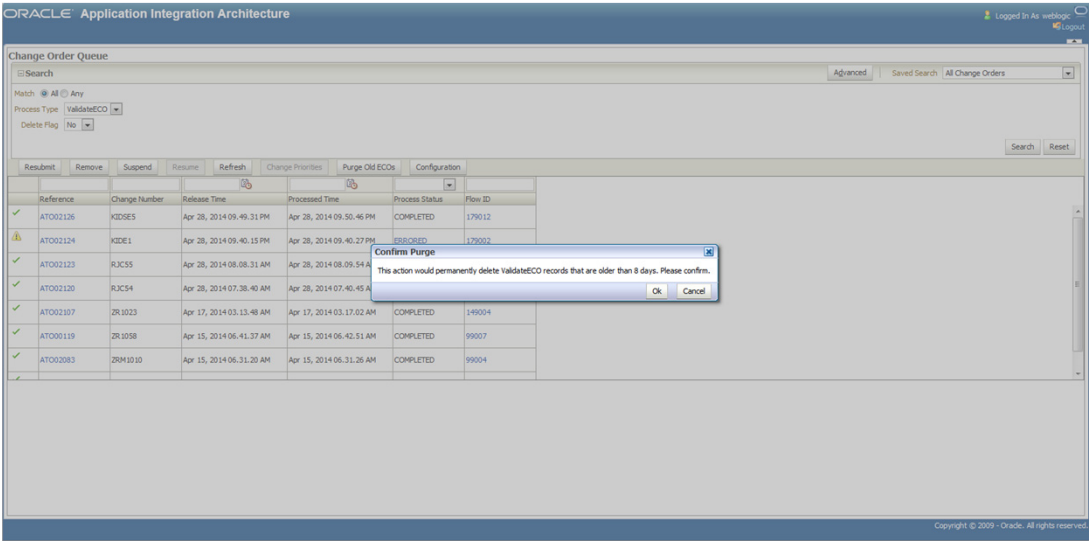 ORACLE Application Integration Architecture
Logged In As weblogic
Logout
Change Order Queue
Search
Advanced Saved Search All Change Orders
Match All Any
Process Type ValidateECO
Delete Flag No
Search Reset
Resubmit Remove Suspend Resume Refresh Change Priorities Purge Old ECOs Configuration
Reference Change Number Release Time Processed Time Process Status Flow ID
ATO02126 KIDSE5 Apr 28, 2014 09.49.31 PM Apr 28, 2014 09.50.46 PM COMPLETED 179012
ATO02124 KIDE1 Apr 28, 2014 09.40.15 PM Apr 28, 2014 09.40.27 PM ERRORED 179002
Confirm Purge
ATO02123 RJC55 Apr 28, 2014 08.08.31 AM Apr 28, 2014 08.09.54 A
This action would permanently delete ValidateECO records that are older than 8 days. Please confirm.
ATO02120 RJC54 Apr 28, 2014 07.38.40 AM Apr 28, 2014 07.40.45 A
Ok Cancel
ATO02107 ZR1023 Apr 17, 2014 03.13.48 AM Apr 17, 2014 03.17.02 AM COMPLETED 149004
ATO00119 ZR1058 Apr 15, 2014 06.41.37 AM Apr 15, 2014 06.42.51 AM COMPLETED 99007
ATO02083 ZRM1010 Apr 15, 2014 06.31.20 AM Apr 15, 2014 06.31.26 AM COMPLETED 99004
Copyright © 2009 - Oracle. All rights reserved.